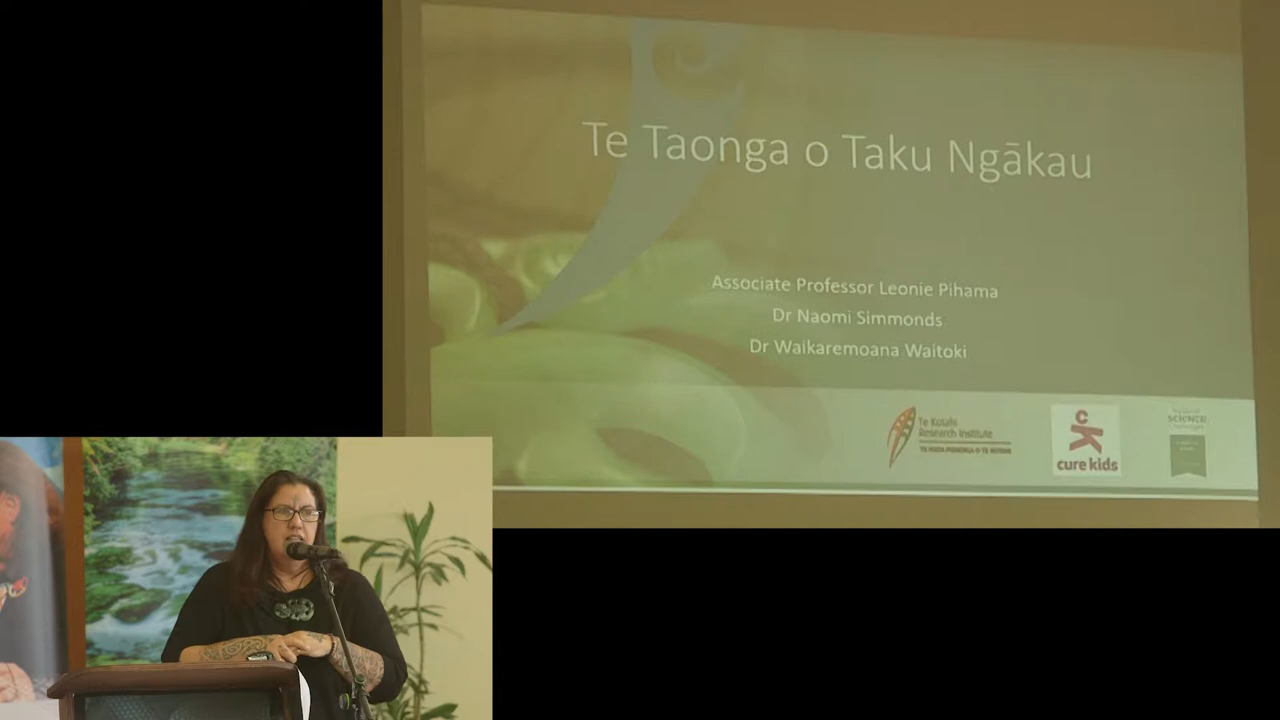 Te Taonga o Taku Ngākau
Associate Professor Leonie Pihama
Dr Naomi Simmonds
Dr Waikaremoana Waitoki
Te Kotahi
Research Institute
cure kids
SCIENCE